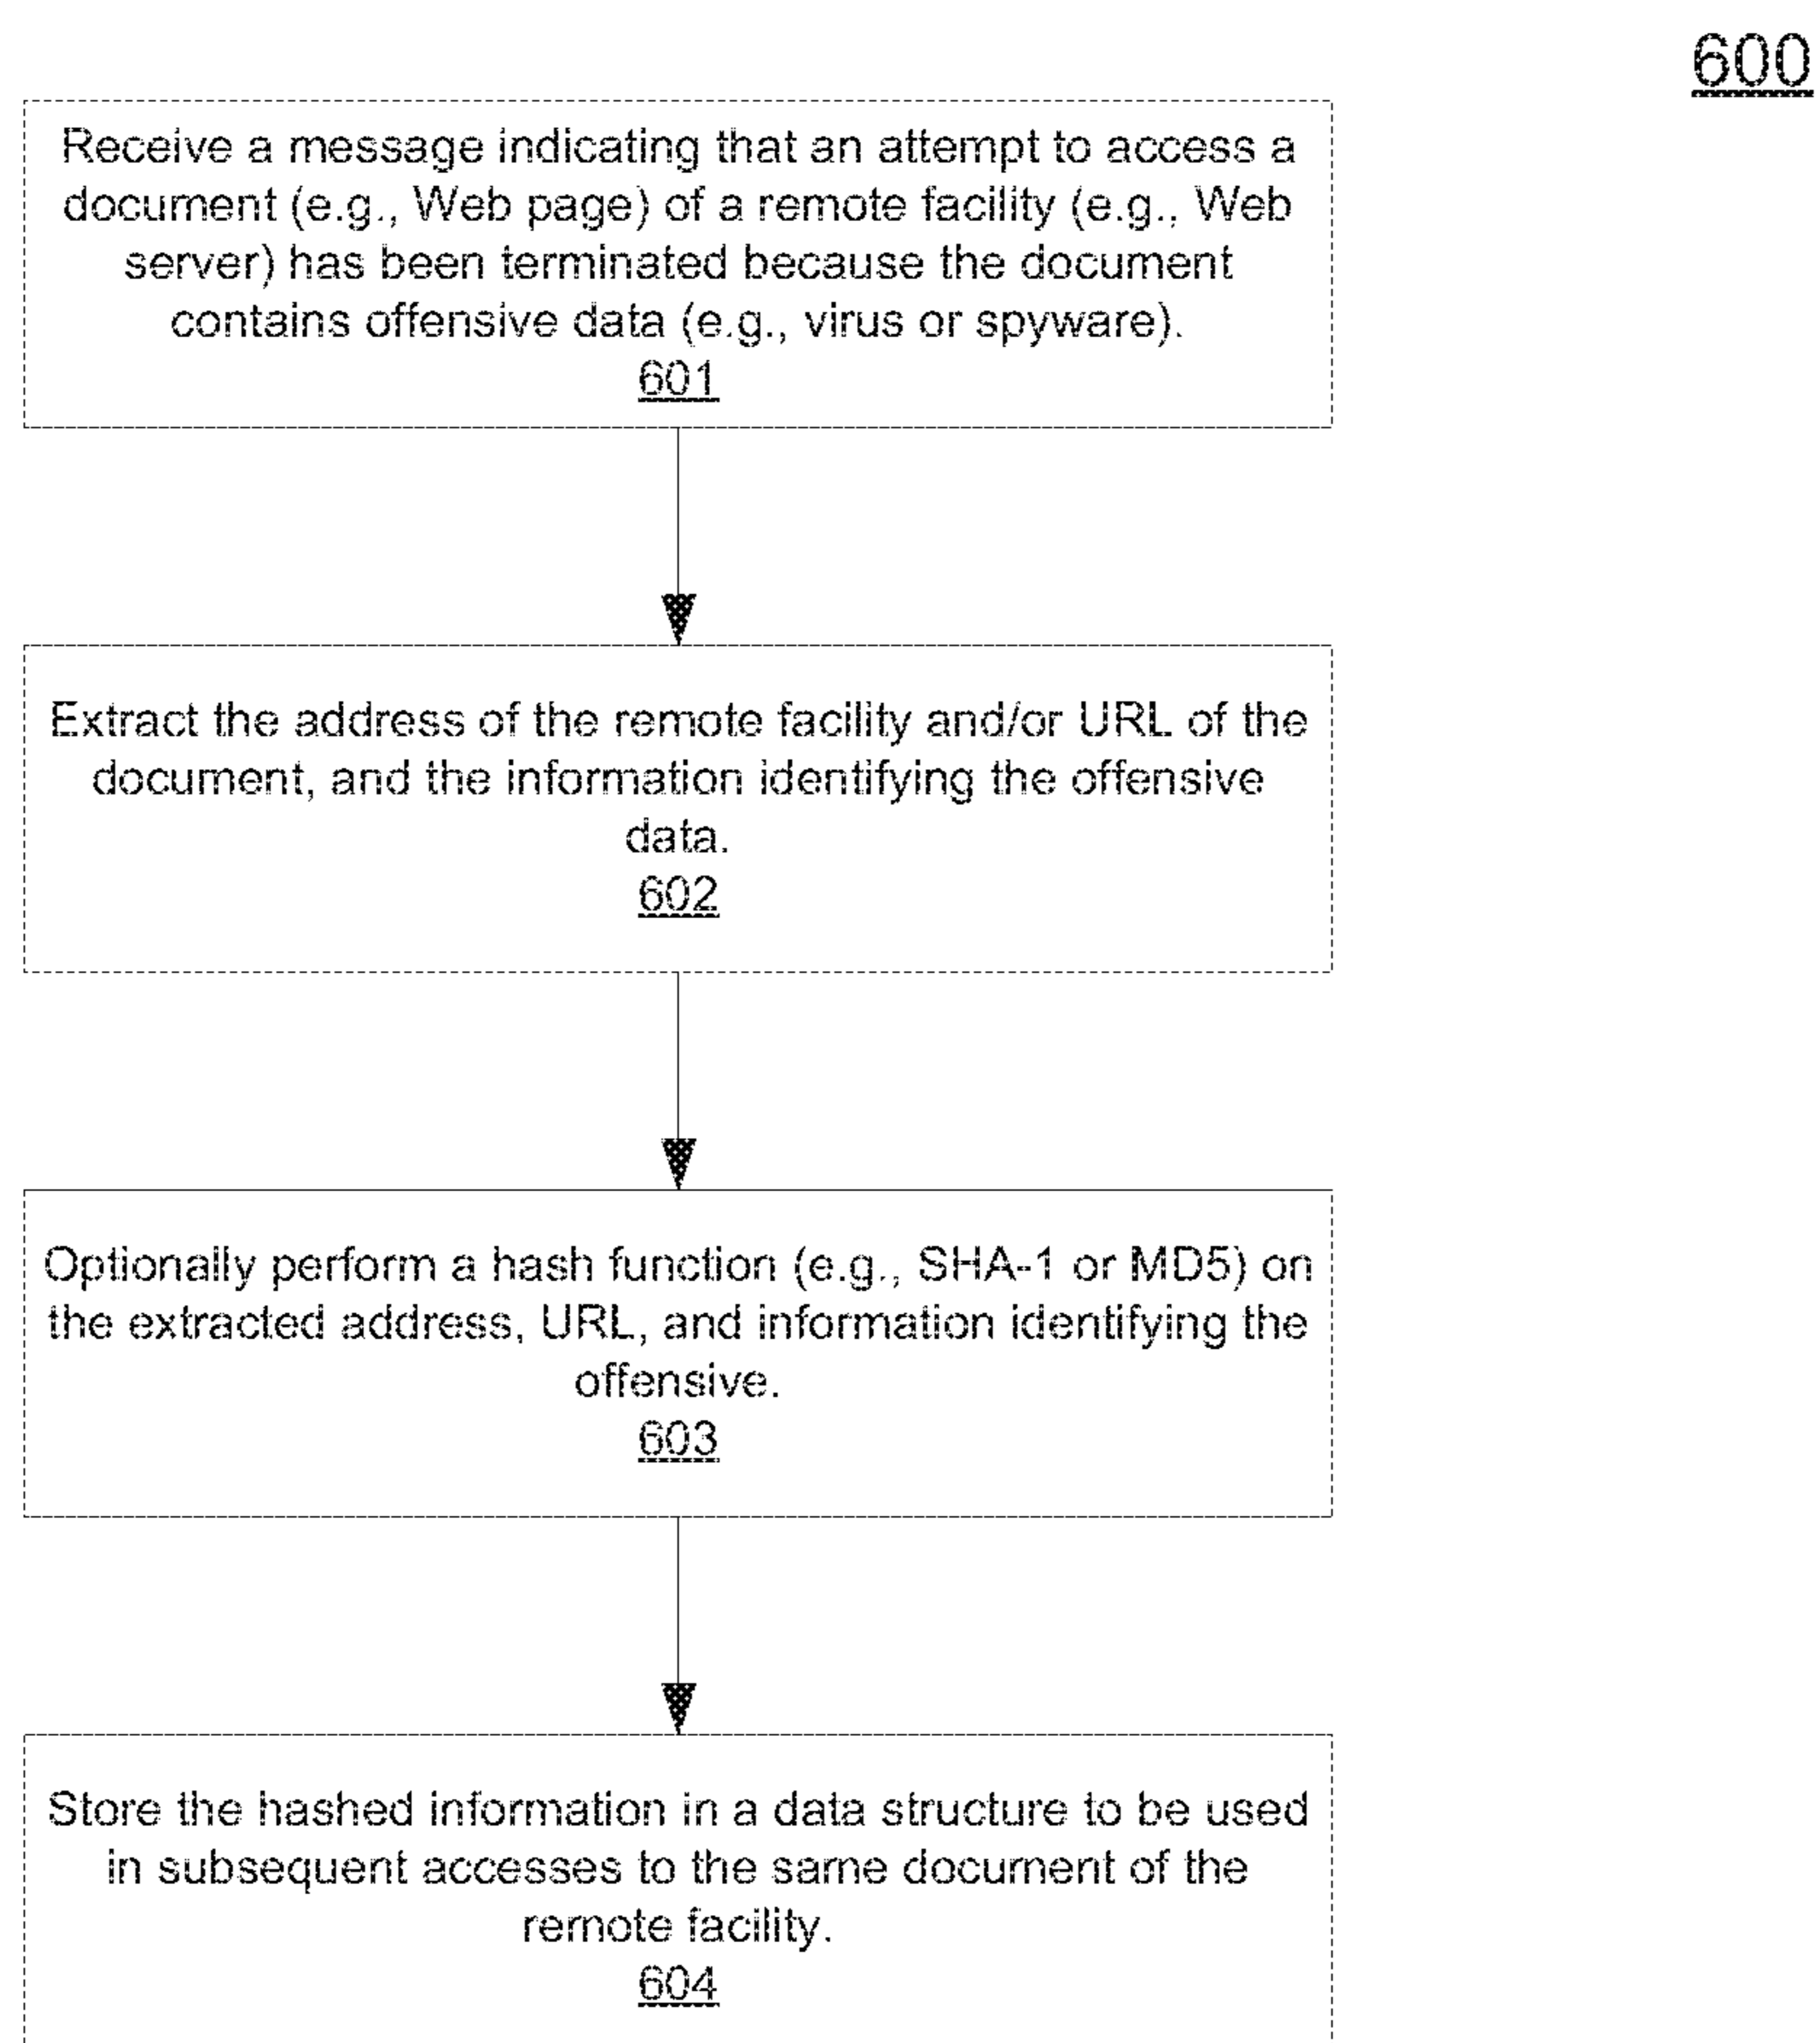 600
Receive a message indicating that an attempt to access a
document (e.g., Web page) of a remote facility (e.g., Web
server) has been terminated because the document
contains offensive data (e.g., virus or spyware).
601
Extract the address of the remote facility and/or URL of the
document, and the information identifying the offensive
data.
602
Optionally perform a hash function (e.g., SHA-1 or MD5) on
the extracted address, URL, and information identifying the
offensive.
603
Store the hashed information in a data structure to be used
in subsequent accesses to the same document of the
remote facility.
604